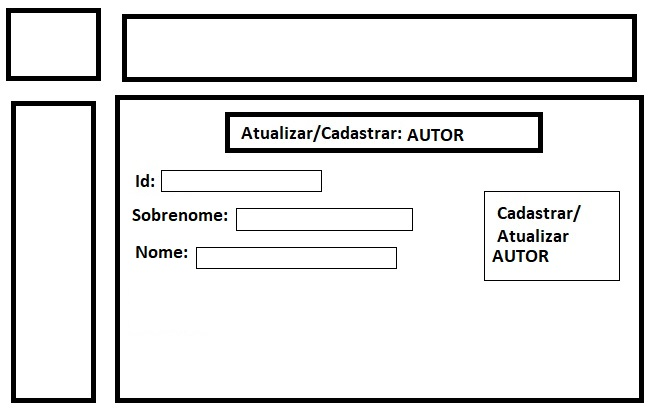 Atualizar/Cadastrar: AUTOR
Id:
Sobrenome:
Nome:
Cadastrar/
Atualizar
AUTOR